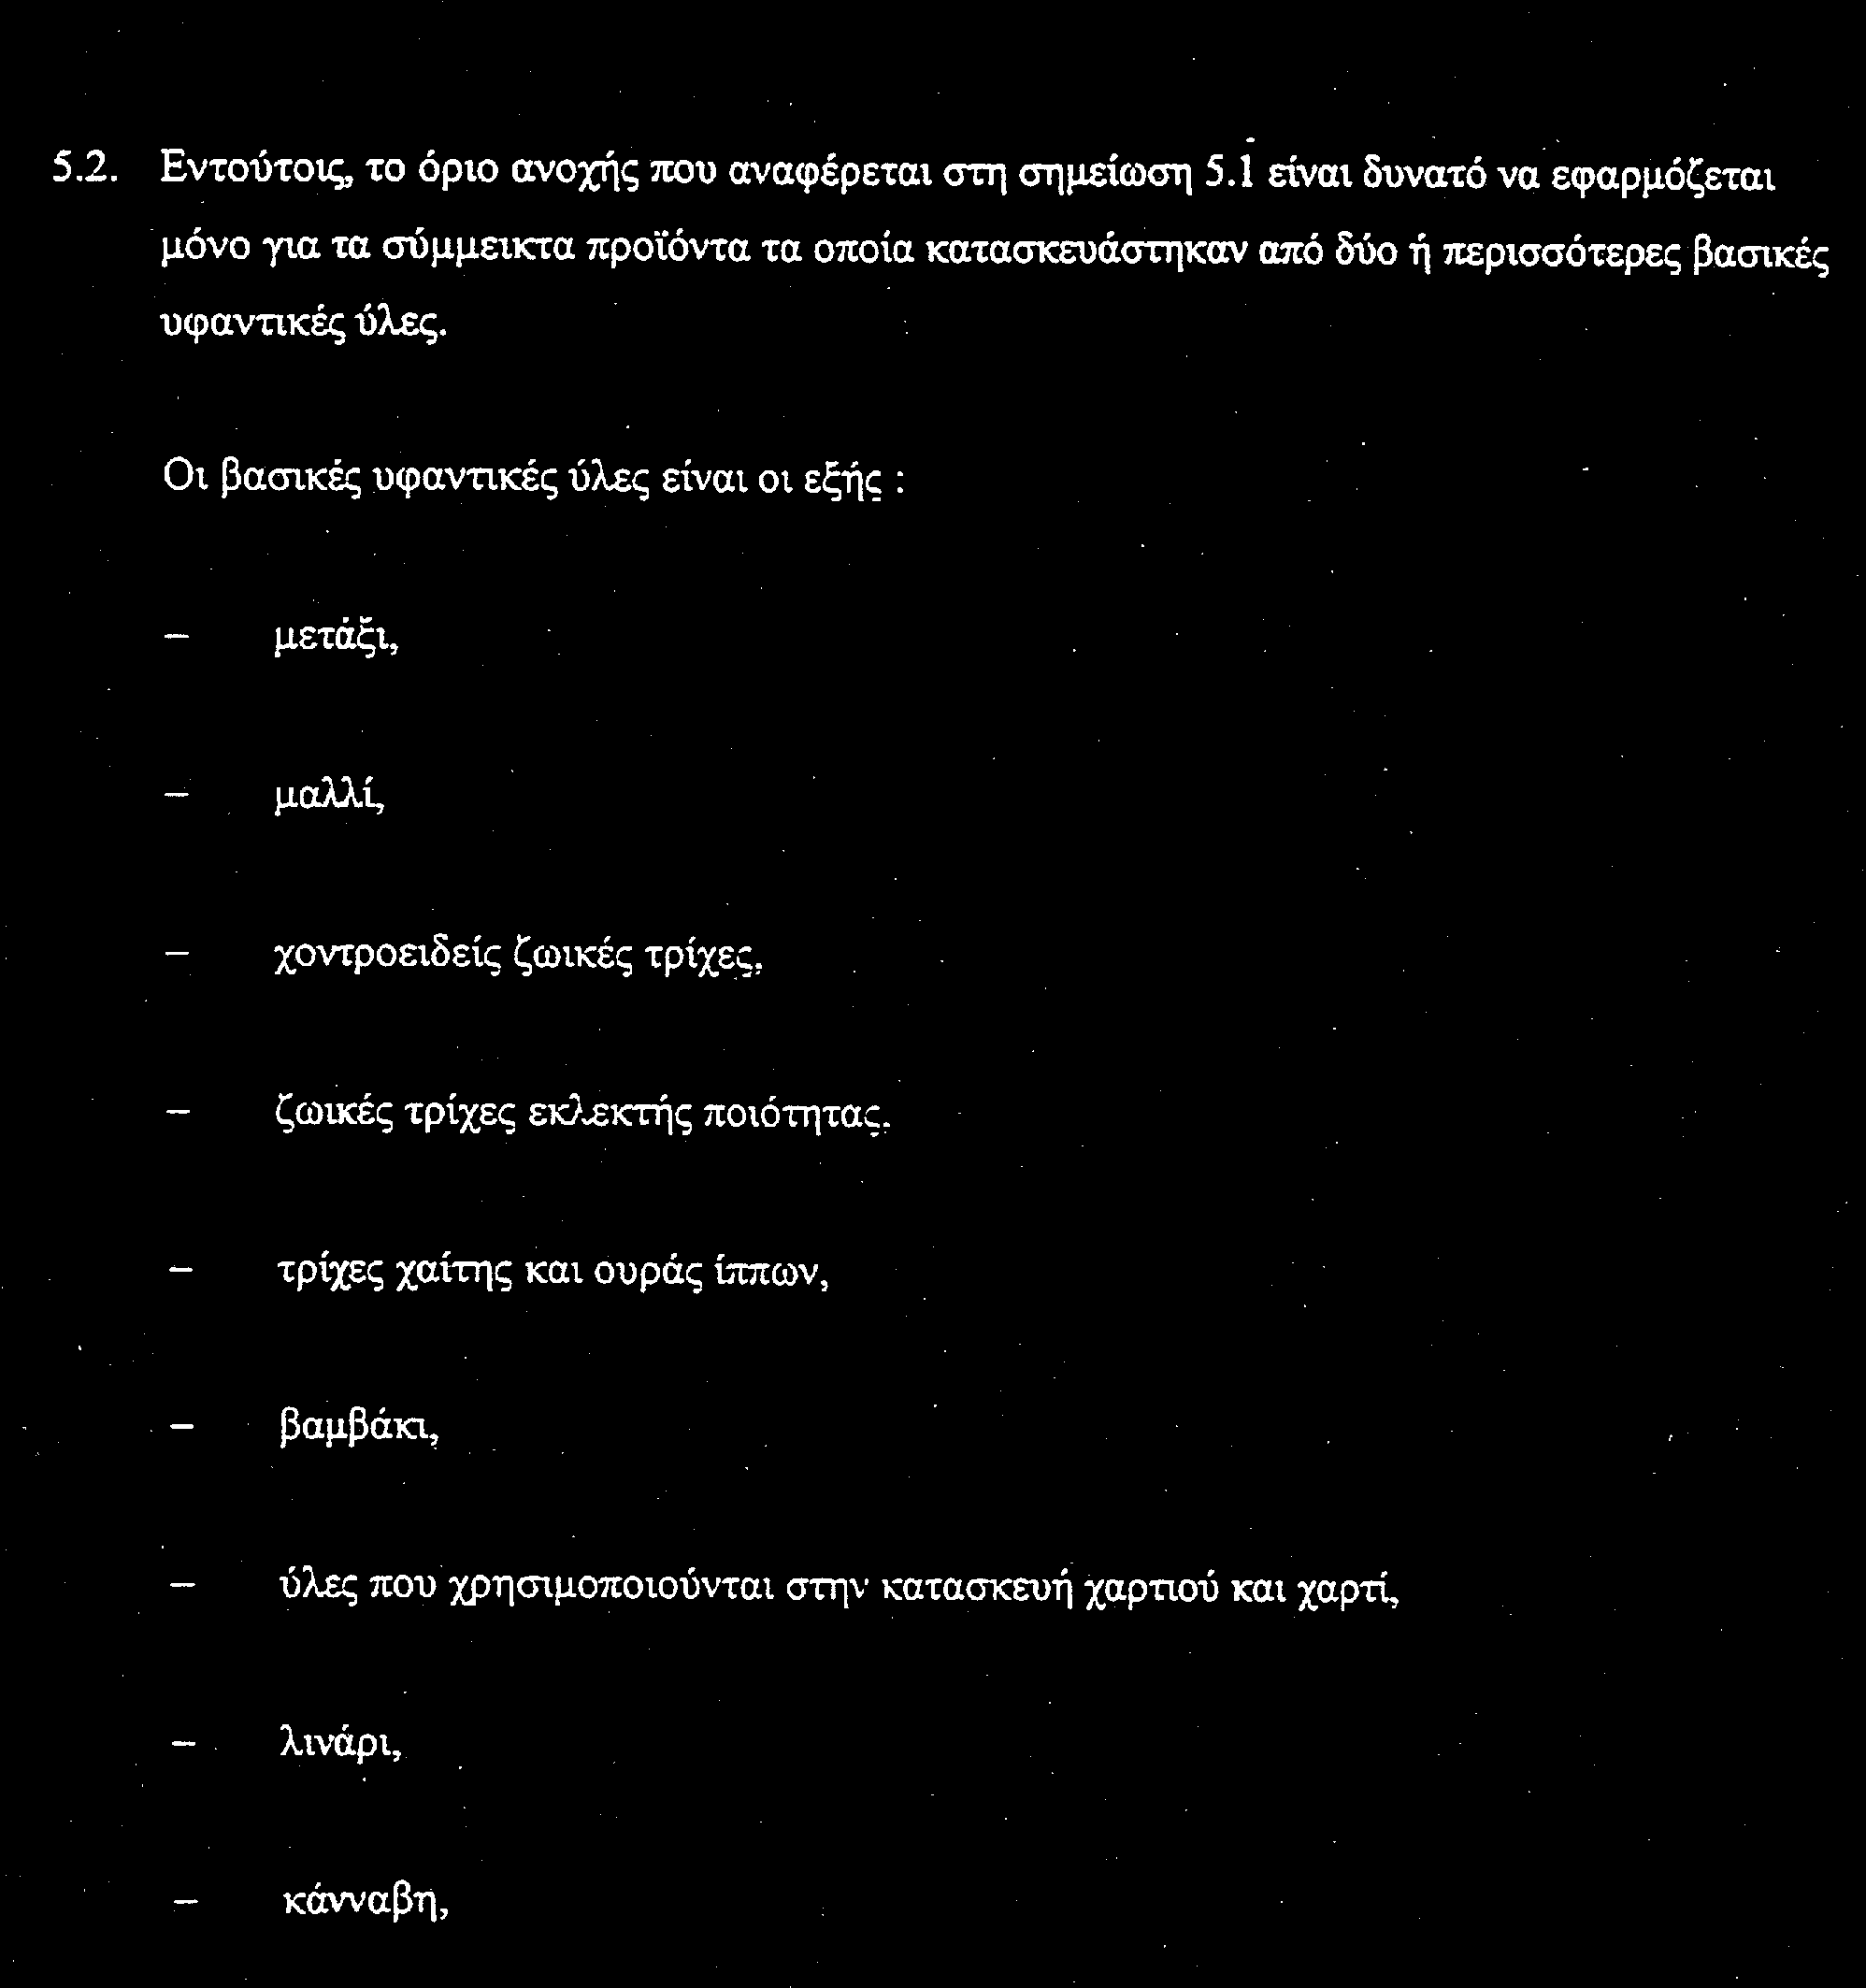 5.2. Εντούτοις, το όριο ανοχής που αναφέρεται στη σημείωση 5.1 είναι δυνατό να εφαρμόζεται
μόνο για τα σύμμεικτα προϊόντα τα οποία κατασκευάστηκαν από δύο ή περισσότερες βασικές
υφαντικές ύλες.
Οι βασικές υφαντικές ύλες είναι οι εξής :
– μετάξι,
– μαλλί,
– χοντροειδείς ζωικές τρίχες,
– ζωικές τρίχες εκλεκτής ποιότητας,
– τρίχες χαίτης και ουράς ίππων,
– βαμβάκι,
– ύλες που χρησιμοποιούνται στην κατασκευή χαρτιού και χαρτί,
– λινάρι,
– κάνναβη,